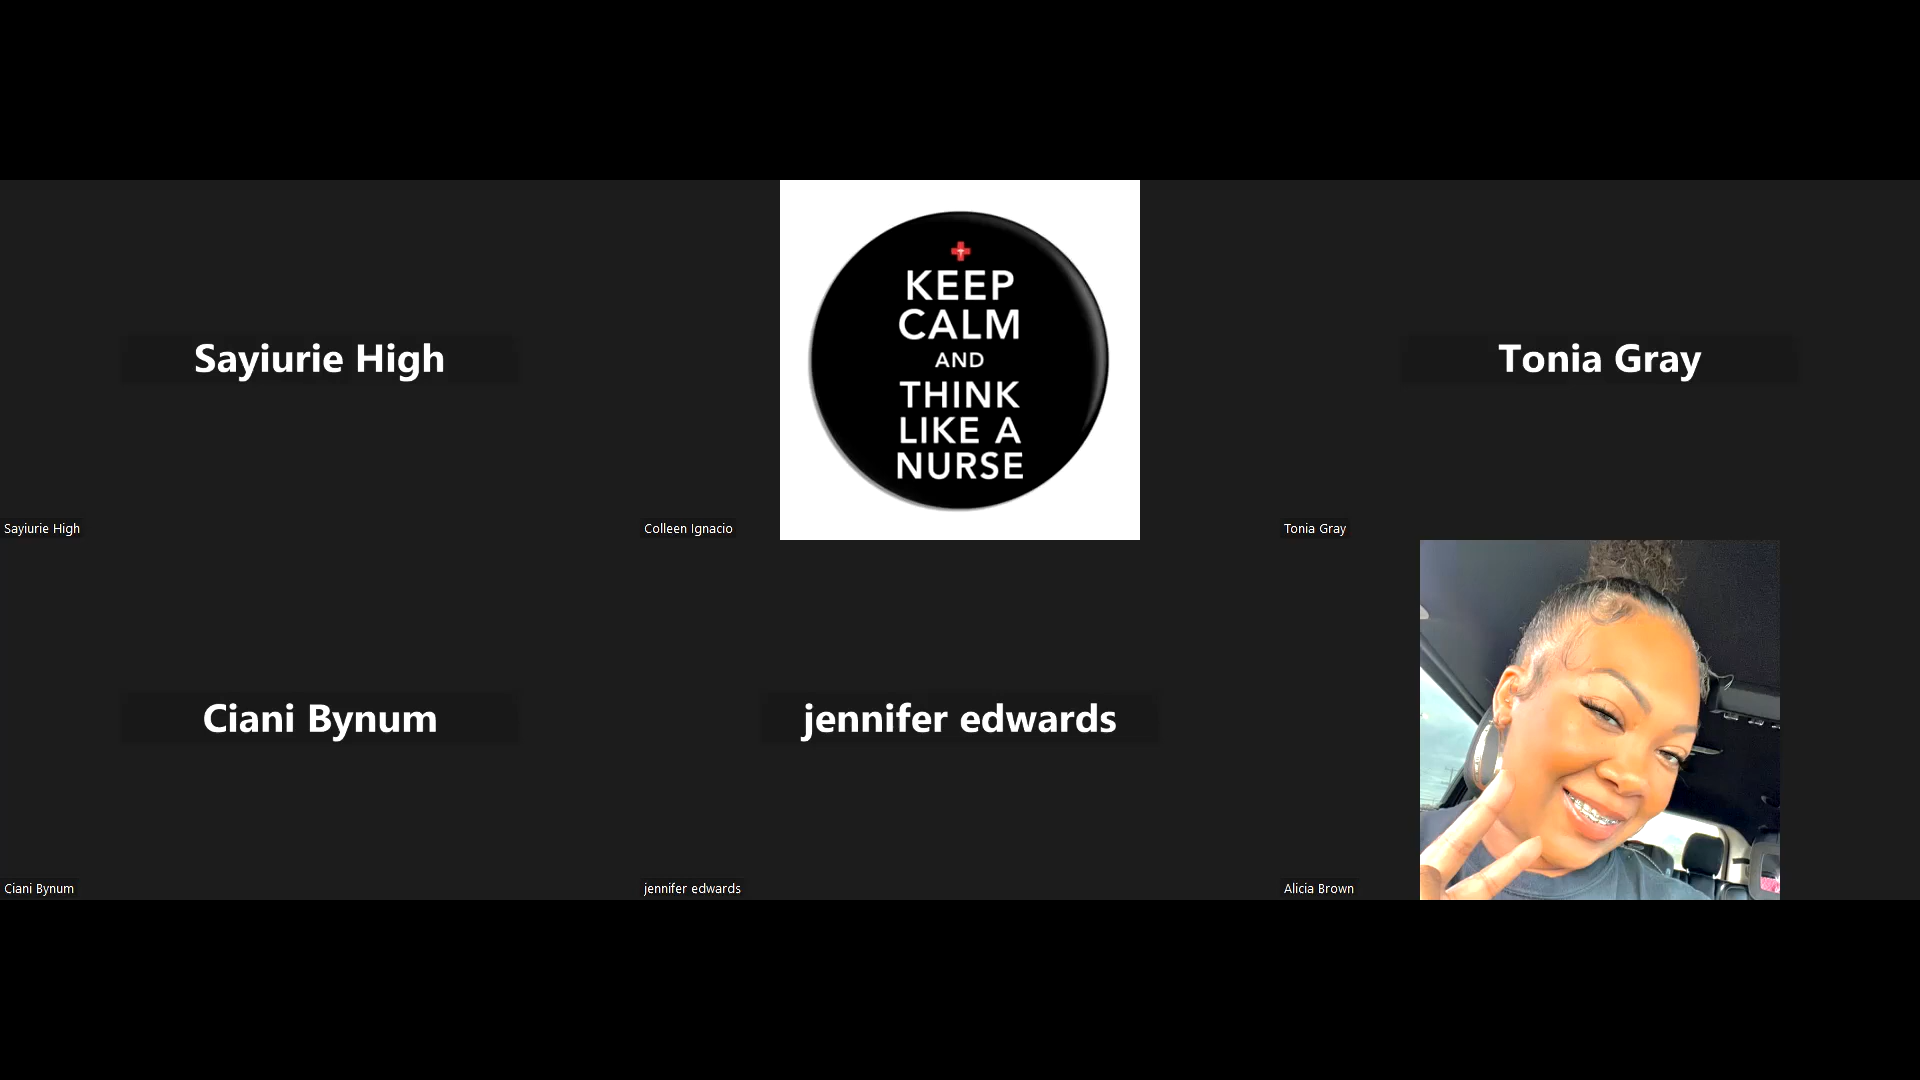 Sayiurie High
Sayiurie High
KEEP
CALM
AND
THINK
LIKE A
NURSE
Colleen Ignacio
Tonia Gray
Tonia Gray
Ciani Bynum
Ciani Bynum
jennifer edwards
jennifer edwards
Alicia Brown